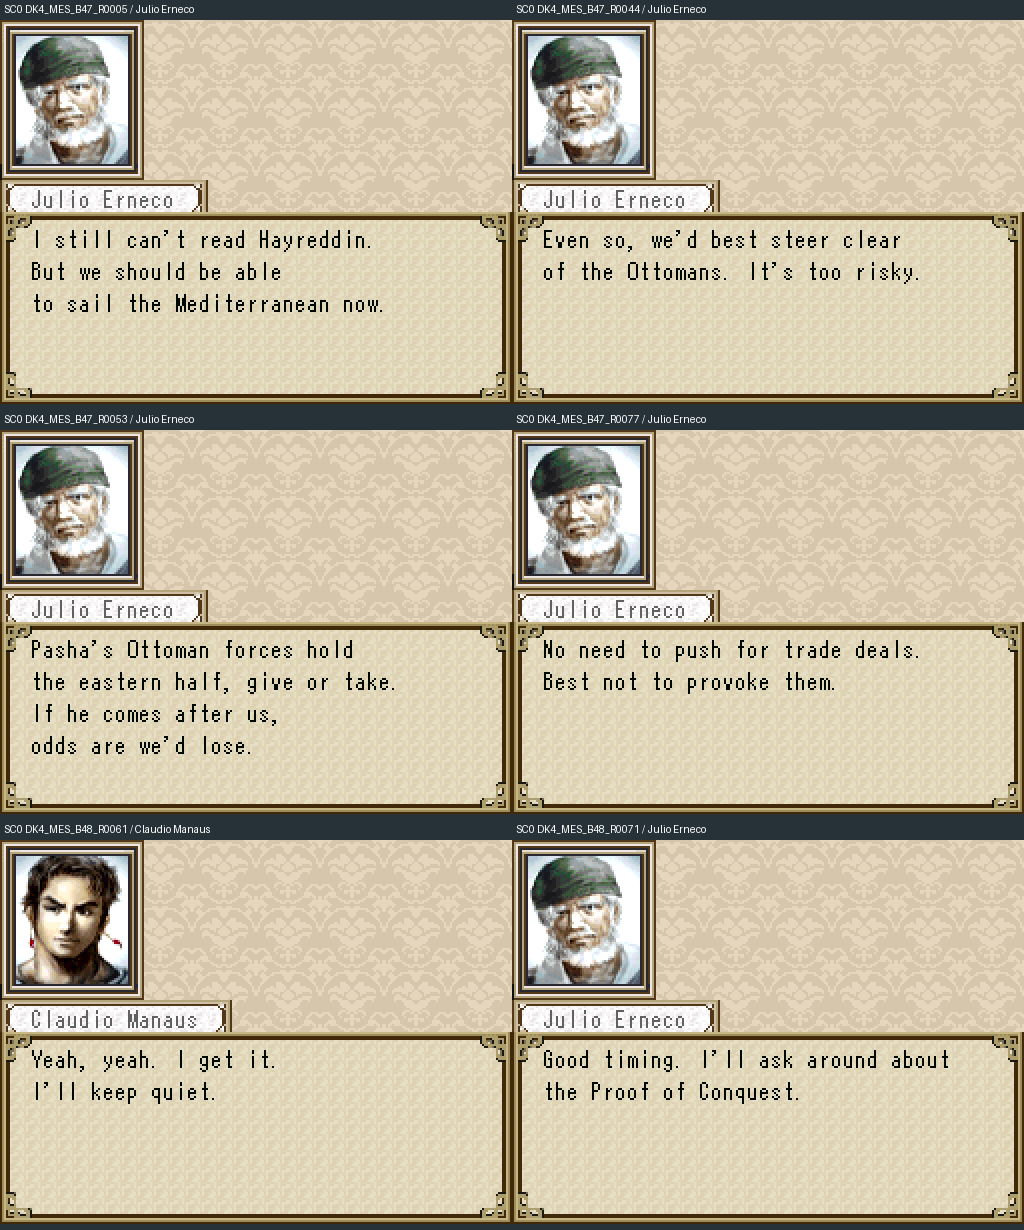 SC0 DK4_MES_B47_R0005 / Julio Erneco
Julio Erneco
I still can't read Hayreddin.
But we should be able
to sail the Mediterranean now.
SC0 DK4_MES_B47_R0044 / Julio Erneco
Julio Erneco
Even so, we'd best steer clear
of the Ottomans. It's too risky.
SC0 DK4_MES_B47_R0053 / Julio Erneco
Julio Erneco
Pasha's Ottoman forces hold
the eastern half, give or take.
If he comes after us,
odds are we'd lose.
SC0 DK4_MES_B47_R0077 / Julio Erneco
Julio Erneco
No need to push for trade deals.
Best not to provoke them.
SC0 DK4_MES_B48_R0061 / Claudio Manaus
Claudio Manaus
Yeah, yeah. I get it.
I'll keep quiet.
SC0 DK4_MES_B48_R0071 / Julio Erneco
Julio Erneco
Good timing. I'll ask around about
the Proof of Conquest.